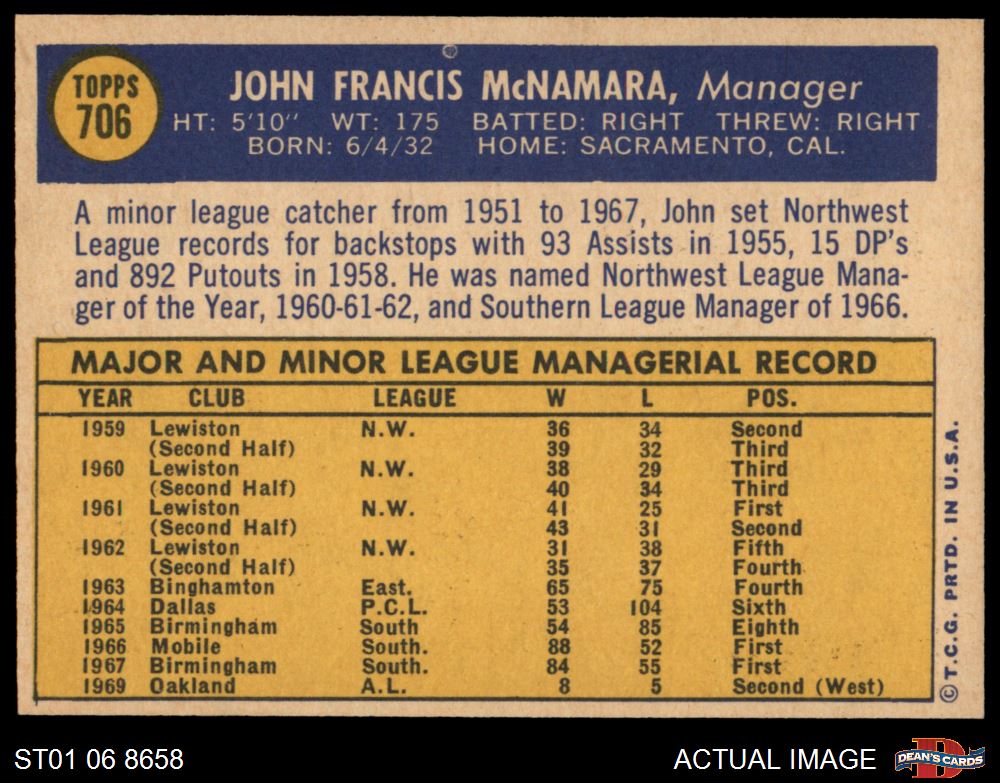 TOPPS
706
JOHN FRANCIS McNAMARA, Manager
HT: 5'10" WT: 175 BATTED: RIGHT THREW: RIGHT
BORN: 6/4/32 HOME: SACRAMENTO, CAL.
A minor league catcher from 1951 to 1967, John set Northwest
League records for backstops with 93 Assists in 1955, 15 DP's
and 892 Putouts in 1958. He was named Northwest League Mana-
ger of the Year, 1960-61-62, and Southern League Manager of 1966.
MAJOR AND MINOR LEAGUE MANAGERIAL RECORD
YEAR CLUB LEAGUE W L POS.
1959 Lewiston N.W. 36 34 Second
(Second Half) 39 32 Third
1960 Lewiston N.W. 38 29 Third
(Second Half) 40 34 Third
1961 Lewiston N.W. 41 25 First
(Second Half) 43 31 Second
1962 Lewiston N.W. 31 38 Fifth
(Second Half) 35 37 Fourth
1963 Binghamton East. 65 75 Fourth
1964 Dallas P.C.L. 53 104 Sixth
1965 Birmingham South 54 85 Eighth
1966 Mobile South. 88 52 First
1967 Birmingham South. 84 55 First
1969 Oakland A.L. 8 5 Second (West)
© T.C.G. PRTD. IN U.S.A.
ST01 06 8658
ACTUAL IMAGE
D
DEAN'S CARDS